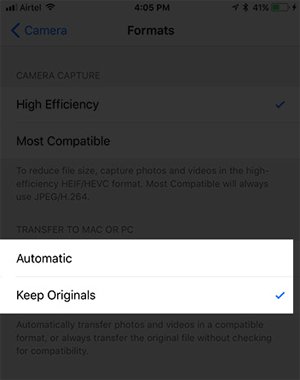 Airtel 4:05 PM 41%
Camera Formats
CAMERA CAPTURE
High Efficiency
Most Compatible
To reduce file size, capture photos and videos in the high-
efficiency HEIF/HEVC format. Most Compatible will always
use JPEG/H.264.
TRANSFER TO MAC OR PC
Automatic
Keep Originals
Automatically transfer photos and videos in a compatible
format, or always transfer the original file without checking
for compatibility.